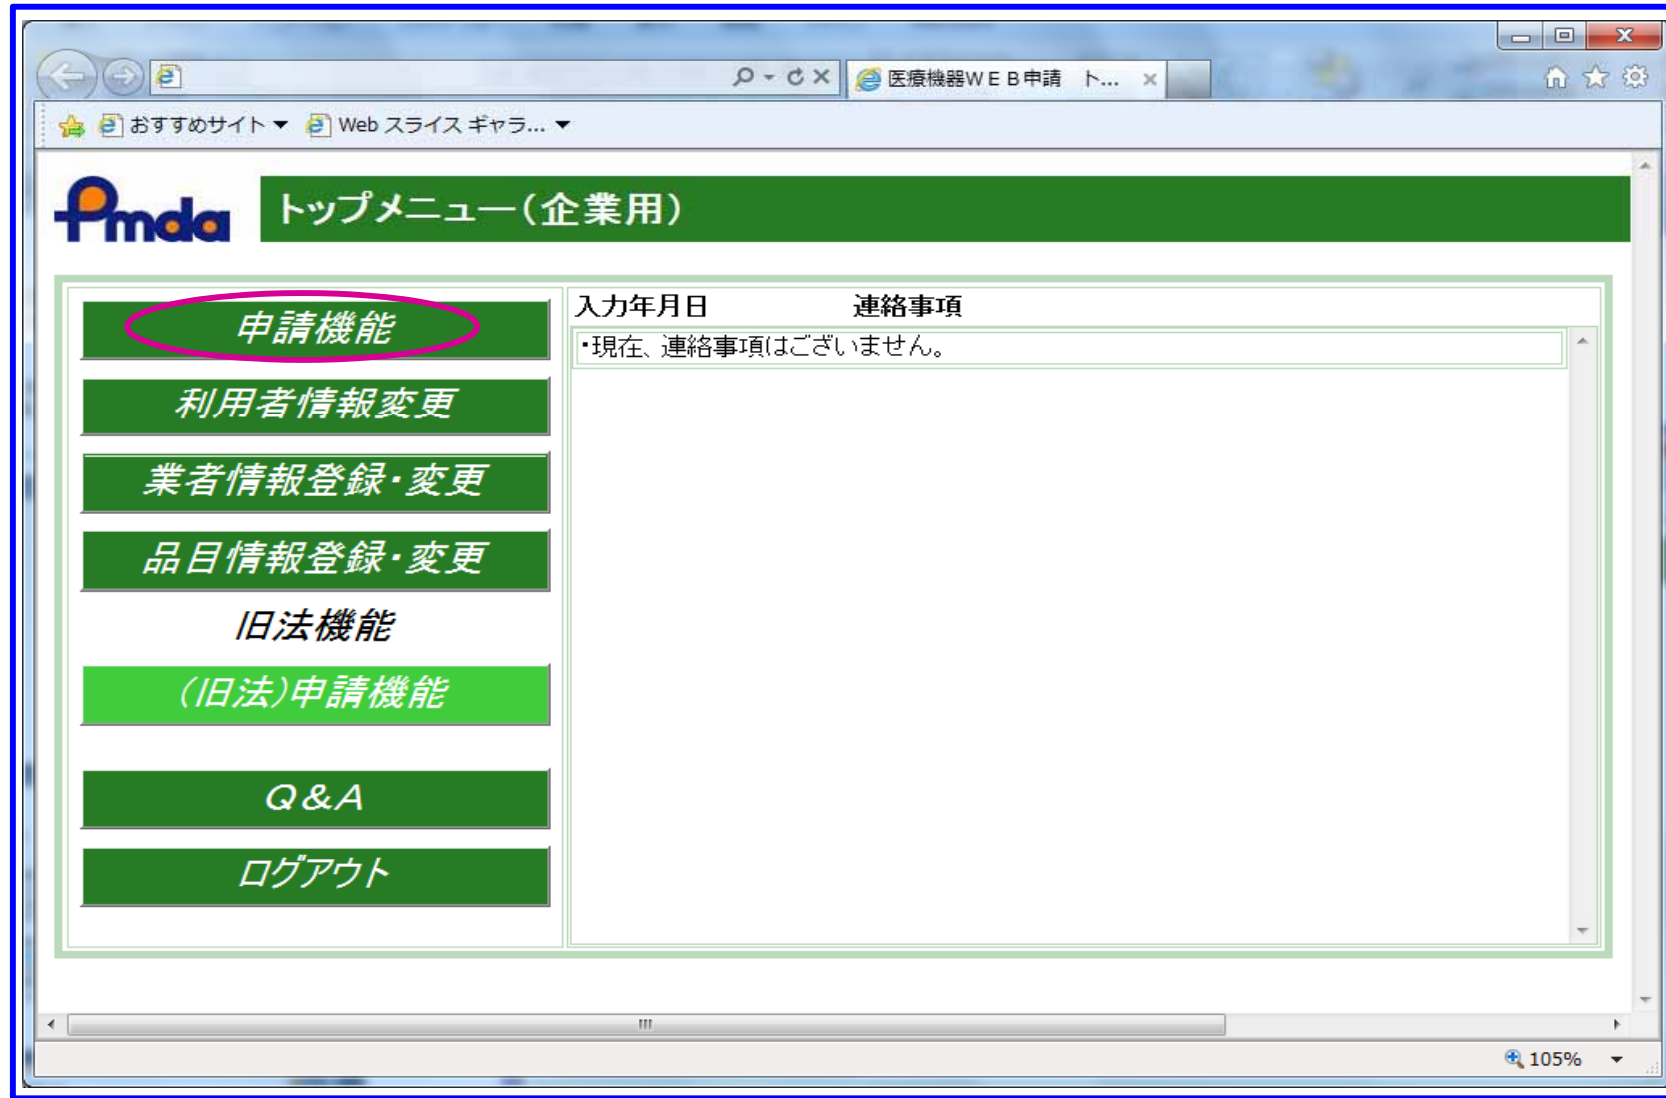 医療機器ＷＥＢ申請　ト...
おすすめサイト
Web スライス ギャラ...
Pmda
トップメニュー（企業用）
申請機能
利用者情報変更
業者情報登録・変更
品目情報登録・変更
旧法機能
（旧法）申請機能
Ｑ＆Ａ
ログアウト
入力年月日　連絡事項
・現在、連絡事項はございません。
105%